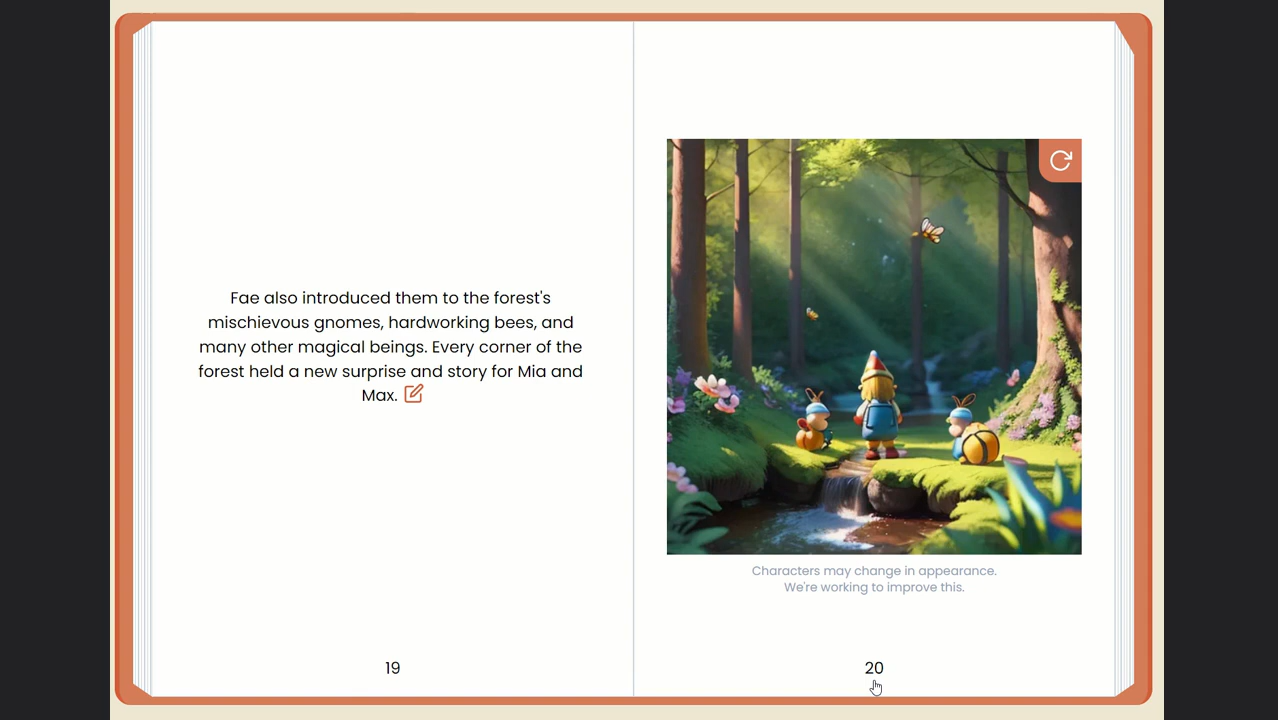 Fae also introduced them to the forest's
mischievous gnomes, hardworking bees, and
many other magical beings. Every corner of the
forest held a new surprise and story for Mia and
Max.
19
Characters may change in appearance.
We're working to improve this.
20